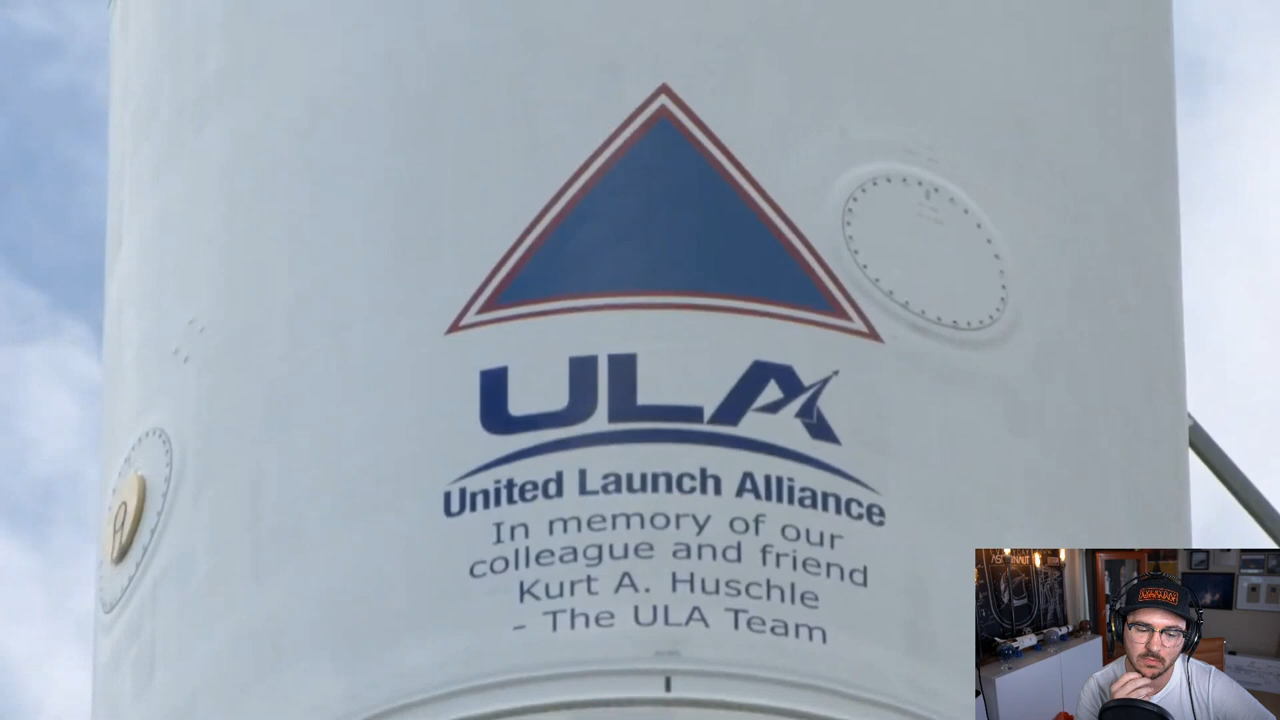 ULA
United Launch Alliance
In memory of our
colleague and friend
Kurt A. Huschle
- The ULA Team